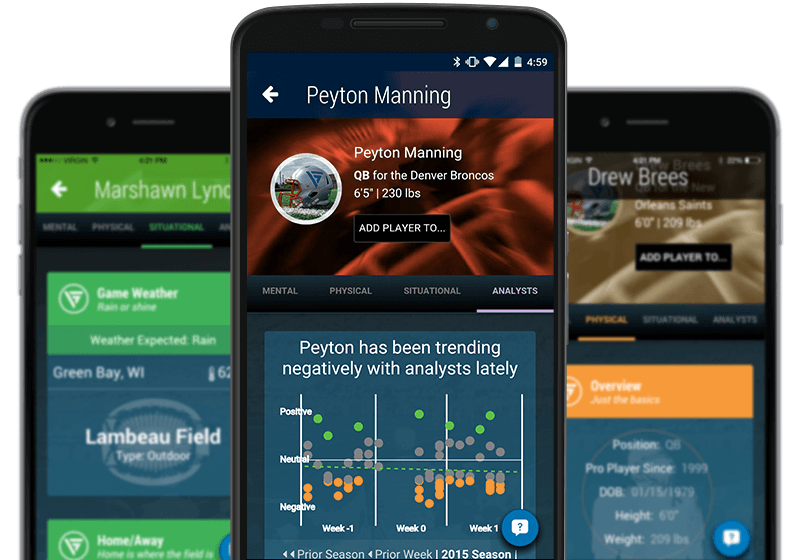 4:59
Peyton Manning
Peyton Manning
QB for the Denver Broncos
6'5" | 230 lbs
ADD PLAYER TO...
MENTAL PHYSICAL SITUATIONAL ANALYSTS
Peyton has been trending
negatively with analysts lately
Positive
Neutral
Negative
Week -1 Week 0 Week 1
Prior Season Prior Week | 2015 Season |
4:21 PM
Marshawn Lync
MENTAL PHYSICAL SITUATIONAL
Game Weather
Rain or shine
Weather Expected: Rain
Green Bay, WI 62
Lambeau Field
Type: Outdoor
Home/Away
Home is where the field is
4:21 PM 22%
Drew Brees
Orleans Saints
6'0" | 209 lbs
ADD PLAYER TO...
PHYSICAL SITUATIONAL ANALYSTS
Overview
Just the basics
Position: QB
Pro Player Since: 1999
DOB: 01/15/1979
Height: 6'0"
Weight: 209 lbs